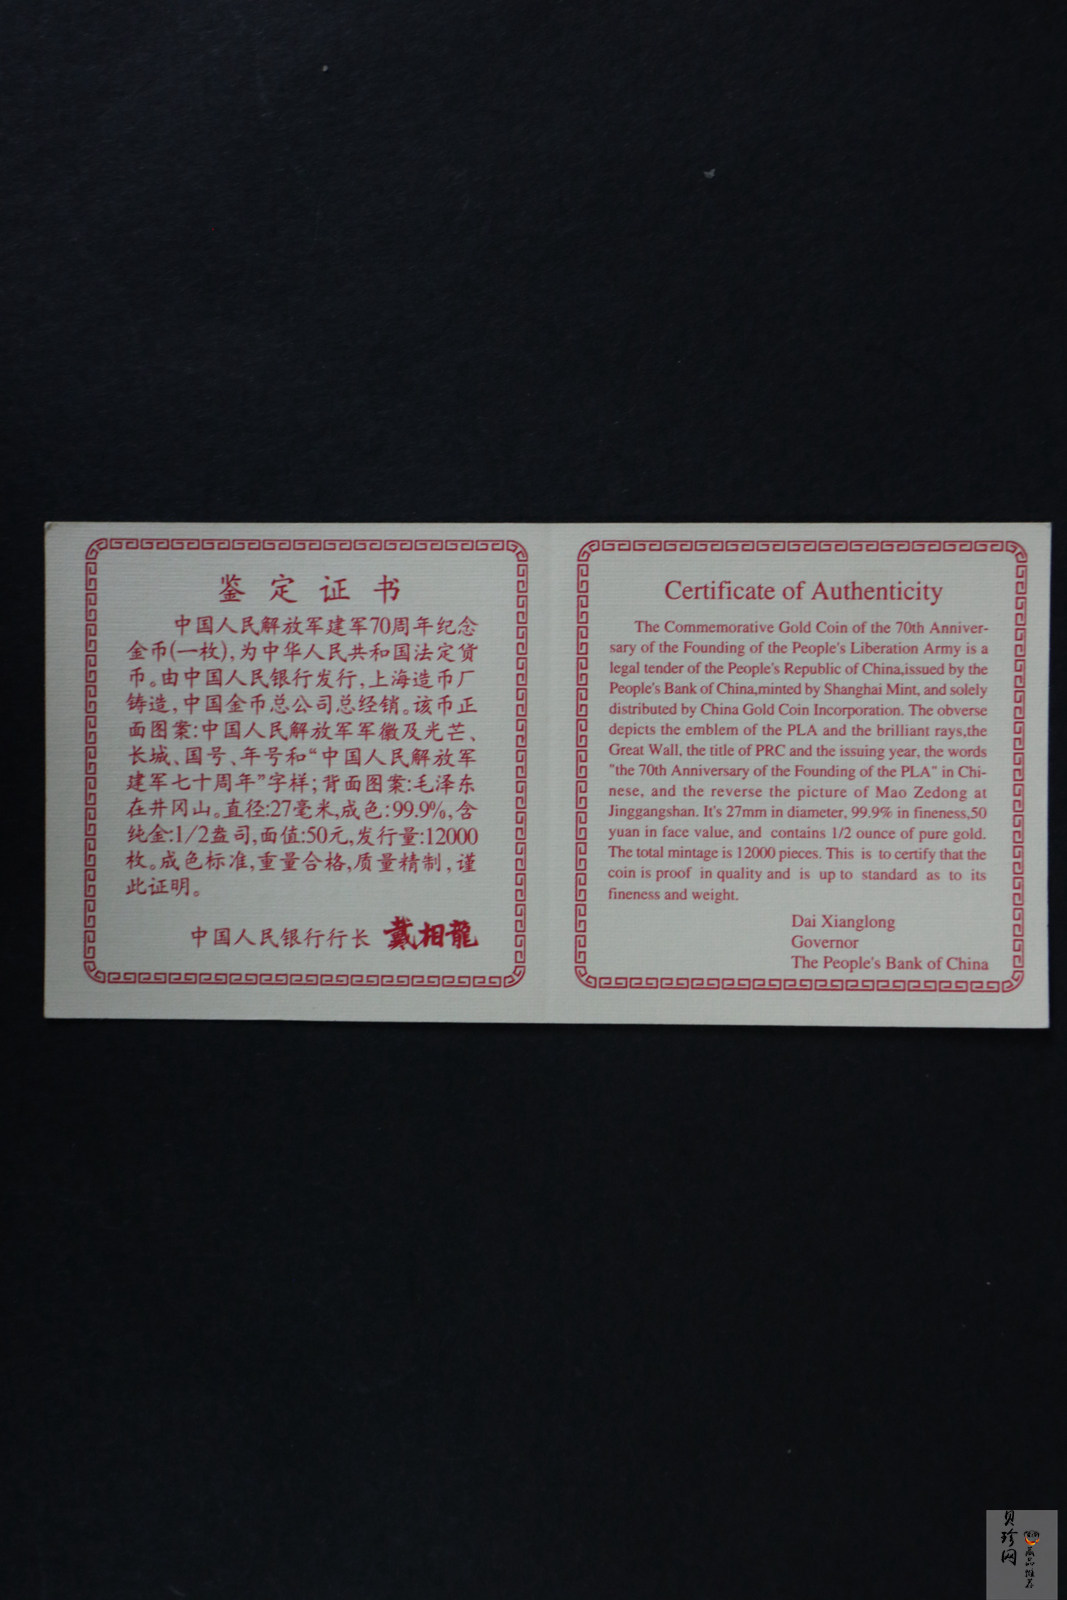 鉴定证书
中国人民解放军建军70周年纪念
金币(一枚),为中华人民共和国法定货
币。由中国人民银行发行,上海造币厂
铸造,中国金币总公司总经销。该币正
面图案:中国人民解放军军徽及光芒、
长城、国号、年号和“中国人民解放军
建军七十周年”字样;背面图案:毛泽东
在井冈山。直径:27毫米,成色:99.9%,含
纯金:1/2盎司,面值:50元,发行量:12000
枚。成色标准,重量合格,质量精制,谨
此证明。
中国人民银行行长 戴相龍
Certificate of Authenticity
The Commemorative Gold Coin of the 70th Anniver-
sary of the Founding of the People's Liberation Army is a
legal tender of the People's Republic of China,issued by the
People's Bank of China,minted by Shanghai Mint, and solely
distributed by China Gold Coin Incorporation. The obverse
depicts the emblem of the PLA and the brilliant rays,the
Great Wall, the title of PRC and the issuing year, the words
"the 70th Anniversary of the Founding of the PLA" in Chi-
nese, and the reverse the picture of Mao Zedong at
Jinggangshan. It's 27mm in diameter, 99.9% in fineness,50
yuan in face value, and contains 1/2 ounce of pure gold.
The total mintage is 12000 pieces. This is to certify that the
coin is proof in quality and is up to standard as to its
fineness and weight.
Dai Xianglong
Governor
The People's Bank of China
贝珍网
藏品推荐